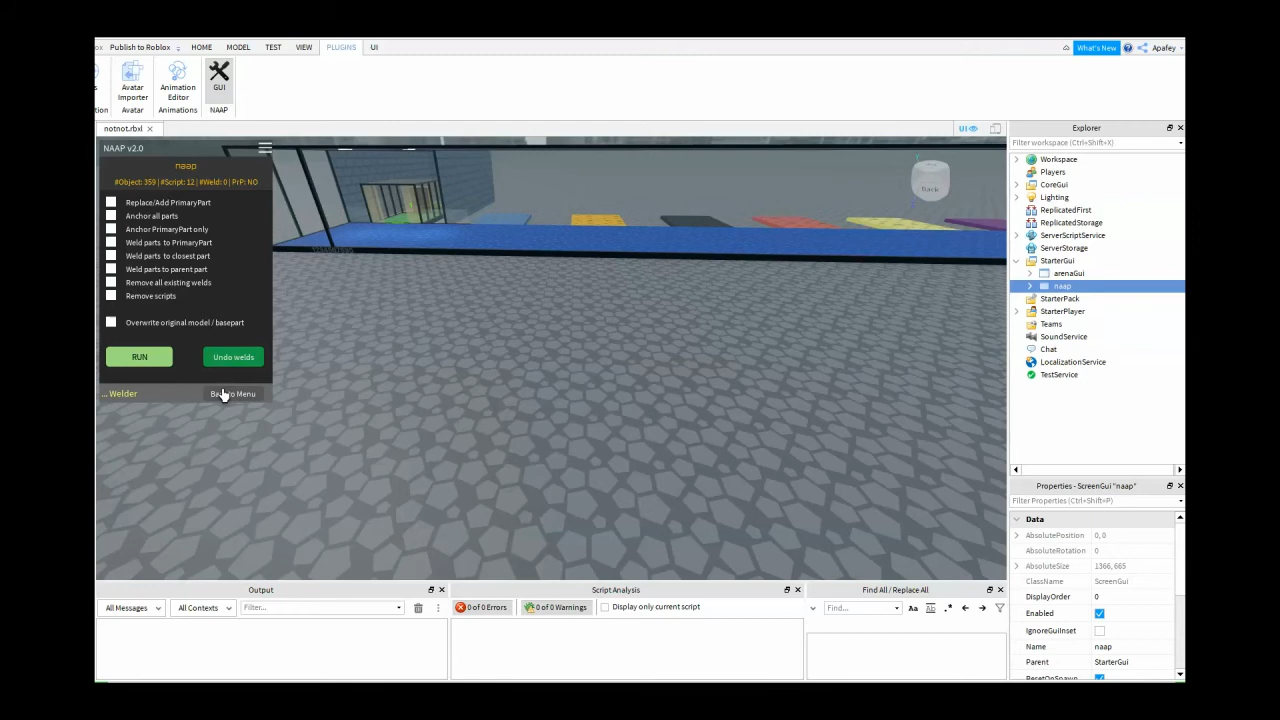 Publish to Roblox
HOME
MODEL
TEST
VIEW
PLUGINS
UI
What's New
Apafey
Avatar
Importer
Animation
Editor
GUI
Avatar
Animations
NAAP
notnot.rbxl
UI
NAAP v2.0
naap
#Object: 359 | #Script: 12 | #Weld: 0 | PrP: NO
Replace/Add PrimaryPart
Anchor all parts
Anchor PrimaryPart only
Weld parts to PrimaryPart
Weld parts to closest part
Weld parts to parent part
Remove all existing welds
Remove scripts
Overwrite original model / basepart
RUN
Undo welds
... Welder
Back to Menu
Back
Explorer
Filter workspace (Ctrl+Shift+X)
Workspace
Players
CoreGui
Lighting
ReplicatedFirst
ReplicatedStorage
ServerScriptService
ServerStorage
StarterGui
arenaGui
naap
StarterPack
StarterPlayer
Teams
SoundService
Chat
LocalizationService
TestService
Properties - ScreenGui "naap"
Filter Properties (Ctrl+Shift+P)
Data
AbsolutePosition 0, 0
AbsoluteRotation 0
AbsoluteSize 1366, 665
ClassName ScreenGui
DisplayOrder 0
Enabled
IgnoreGuiInset
Name naap
Parent StarterGui
ResetOnSpawn
Output
All Messages
All Contexts
Filter...
Script Analysis
0 of 0 Errors
0 of 0 Warnings
Display only current script
Find All / Replace All
Find...
Aa
Ab
.*